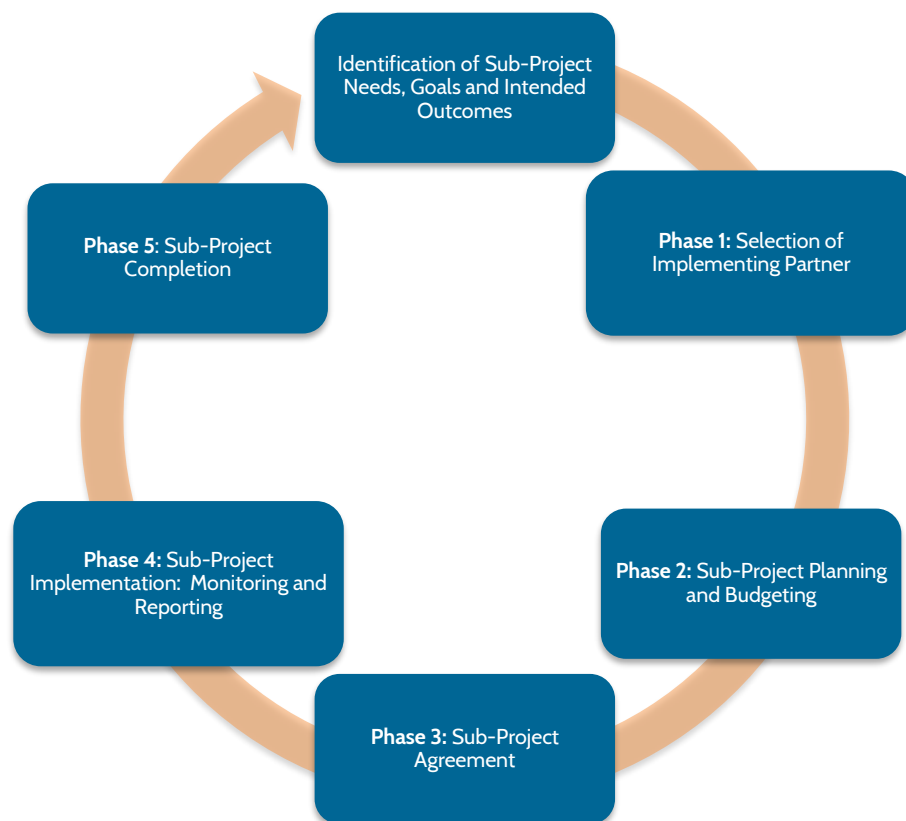 Identification of Sub-Project
Needs, Goals and Intended
Outcomes
Phase 1: Selection of
Implementing Partner
Phase 2: Sub-Project Planning
and Budgeting
Phase 3: Sub-Project
Agreement
Phase 4: Sub-Project
Implementation: Monitoring and
Reporting
Phase 5: Sub-Project
Completion